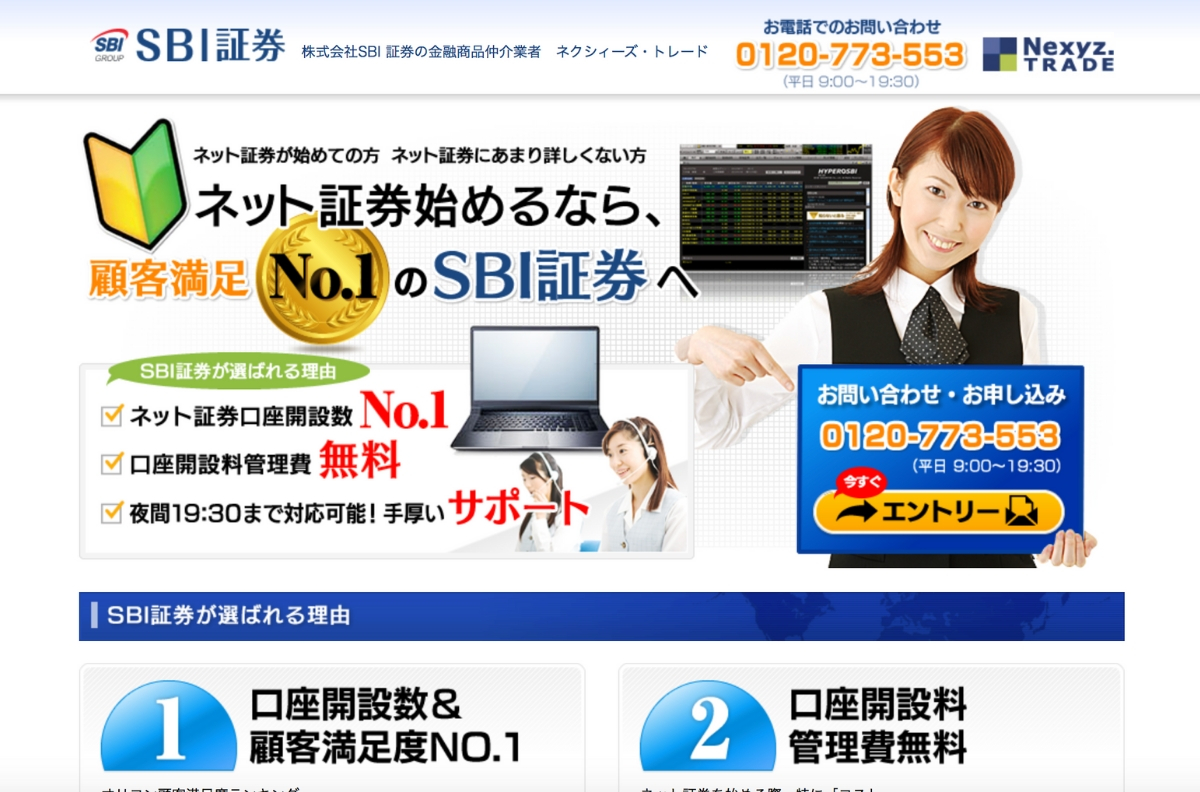 SBI GROUP
SBI証券
株式会社SBI 証券の金融商品仲介業者 ネクシィーズ・トレード
お電話でのお問い合わせ
0120-773-553
(平日 9:00～19:30)
Nexyz.
TRADE
ネット証券が始めての方 ネット証券にあまり詳しくない方
ネット証券始めるなら、
顧客満足No.1のSBI証券へ
HYPERSBI
SBI証券が選ばれる理由
ネット証券口座開設数 No.1
口座開設料管理費 無料
夜間19:30まで対応可能！手厚いサポート
お問い合わせ・お申し込み
0120-773-553
(平日 9:00～19:30)
今すぐ
エントリー
SBI証券が選ばれる理由
1
口座開設数＆
顧客満足度NO.1
2
口座開設料
管理費無料